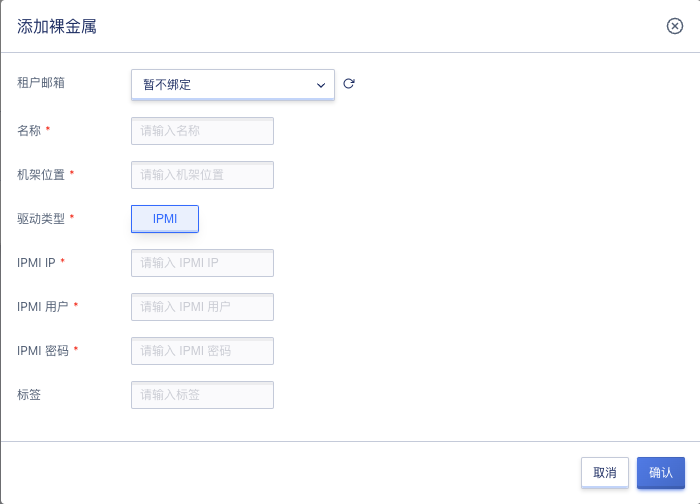 添加裸金属
租户邮箱 暂不绑定
名称 * 请输入名称
机架位置 * 请输入机架位置
驱动类型 * IPMI
IPMI IP * 请输入 IPMI IP
IPMI 用户 * 请输入 IPMI 用户
IPMI 密码 * 请输入 IPMI 密码
标签 请输入标签
取消 确认